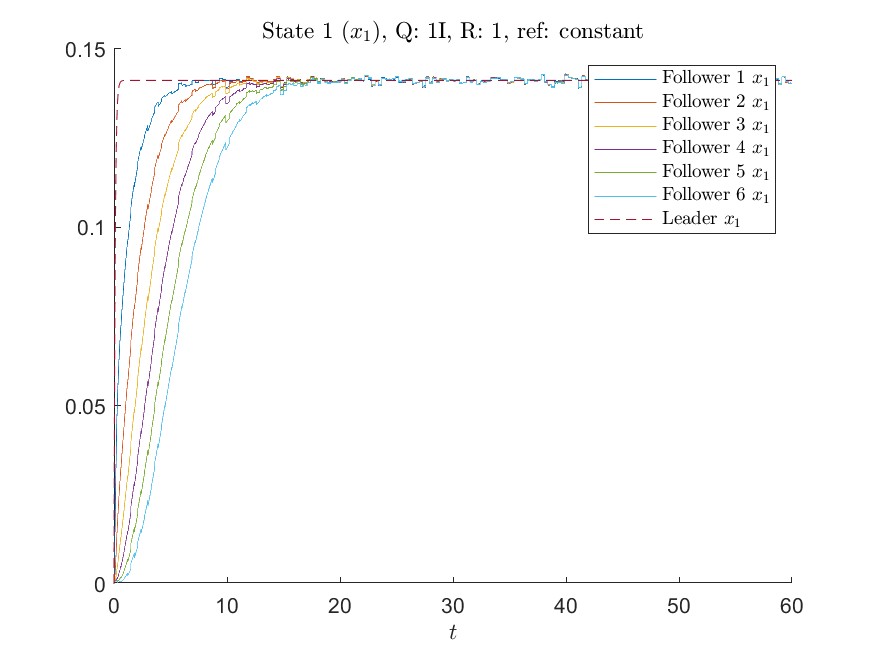 State 1 (x₁), Q: 1I, R: 1, ref: constant
0.15
0.1
0.05
0
Follower 1 x₁
Follower 2 x₁
Follower 3 x₁
Follower 4 x₁
Follower 5 x₁
Follower 6 x₁
Leader x₁
0 10 20 30 40 50 60
t